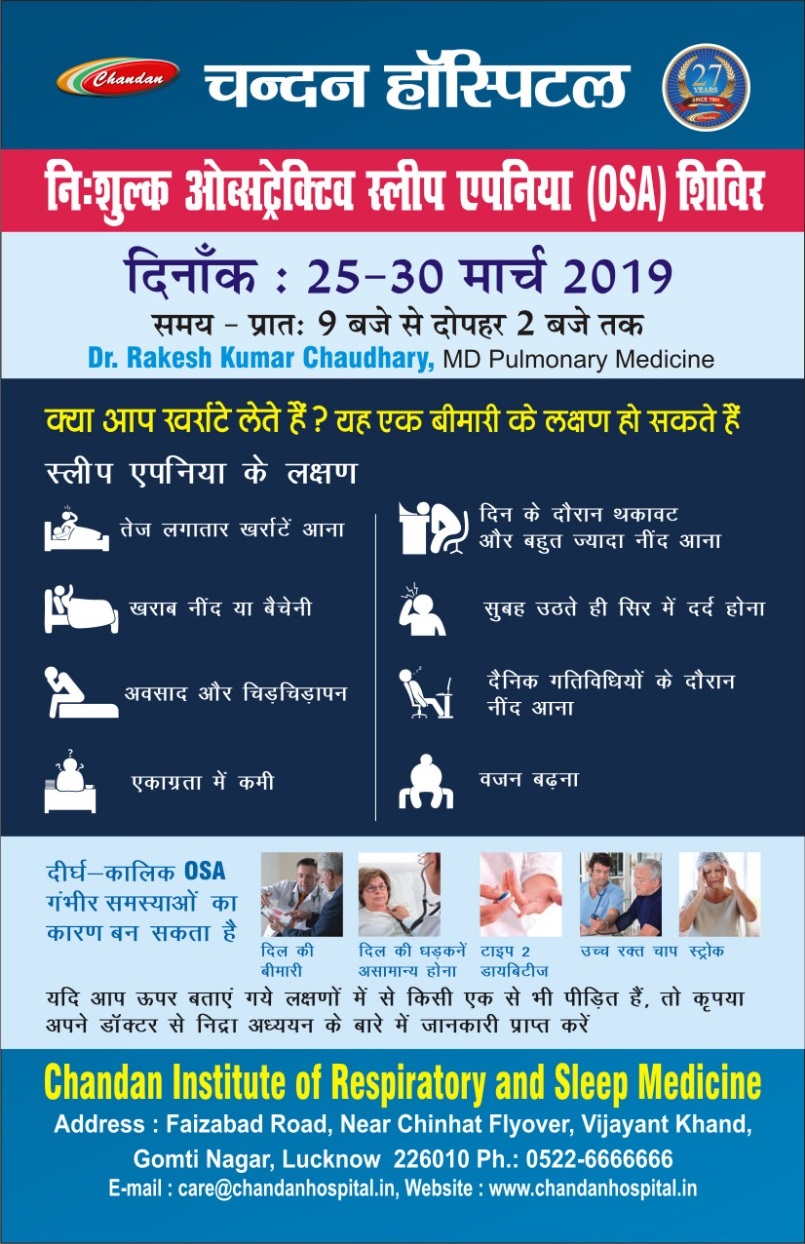 Chandan
चन्दन हॉस्पिटल
27
YEARS
SINCE 1991
निःशुल्क ओब्सट्रेक्टिव स्लीप एपनिया (OSA) शिविर
दिनाँक : 25-30 मार्च 2019
समय - प्रातः 9 बजे से दोपहर 2 बजे तक
Dr. Rakesh Kumar Chaudhary, MD Pulmonary Medicine
क्या आप खर्राटे लेते हैं ? यह एक बीमारी के लक्षण हो सकते हैं
स्लीप एपनिया के लक्षण
तेज लगातार खर्राटें आना
खराब नींद या बैचेनी
अवसाद और चिड़चिड़ापन
एकाग्रता में कमी
दिन के दौरान थकावट
और बहुत ज्यादा नींद आना
सुबह उठते ही सिर में दर्द होना
दैनिक गतिविधियों के दौरान
नींद आना
वजन बढ़ना
दीर्घ–कालिक OSA
गंभीर समस्याओं का
कारण बन सकता है
दिल की
बीमारी
दिल की धड़कनें
असामान्य होना
टाइप 2
डायबिटीज
उच्च रक्त चाप
स्ट्रोक
यदि आप ऊपर बताएं गये लक्षणों में से किसी एक से भी पीड़ित हैं, तो कृपया
अपने डॉक्टर से निद्रा अध्ययन के बारे में जानकारी प्राप्त करें
Chandan Institute of Respiratory and Sleep Medicine
Address : Faizabad Road, Near Chinhat Flyover, Vijayant Khand,
Gomti Nagar, Lucknow 226010 Ph.: 0522-6666666
E-mail : care@chandanhospital.in, Website : www.chandanhospital.in